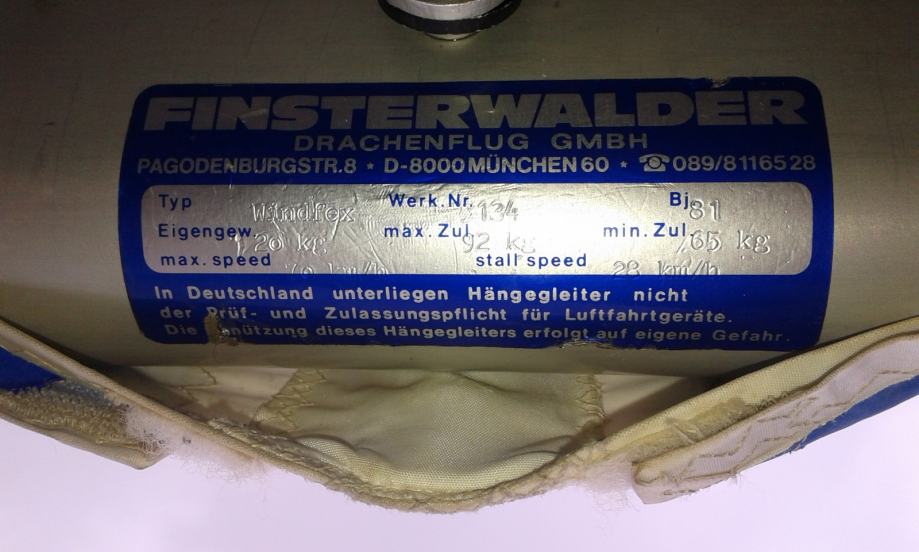 FINSTERWALDER
DRACHENFLUG GMBH
PAGODENBURGSTR.8 * D-8000 MÜNCHEN 60 * ☎ 089/8116528
Typ Windfex Werk.Nr. 134 Bj. 81
Eigengew. 20 kg max. Zul. 92 kg min. Zul. 65 kg
max. speed km/h stall speed 28 km/h
In Deutschland unterliegen Hängegleiter nicht
der Prüf- und Zulassungspflicht für Luftfahrtgeräte.
Die Benützung dieses Hängegleiters erfolgt auf eigene Gefahr.